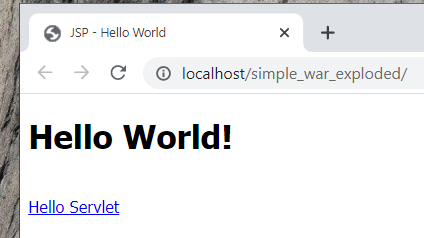 JSP - Hello World
localhost/simple_war_exploded/
Hello World!
Hello Servlet